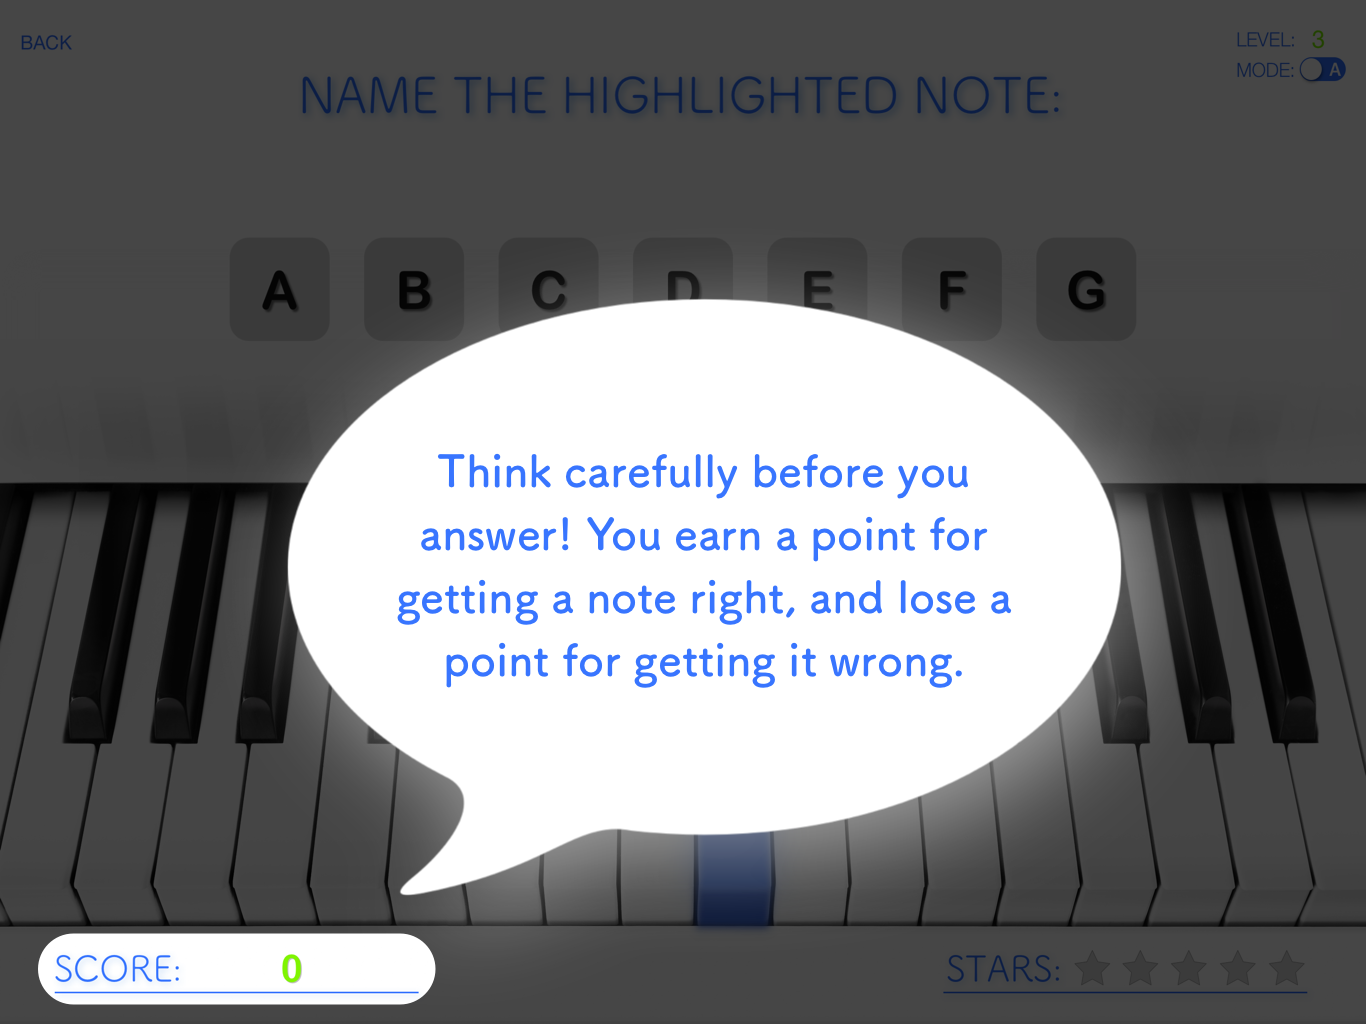 BACK
LEVEL: 3
MODE: A
NAME THE HIGHLIGHTED NOTE:
A B C D E F G
Think carefully before you
answer! You earn a point for
getting a note right, and lose a
point for getting it wrong.
SCORE: 0
STARS: